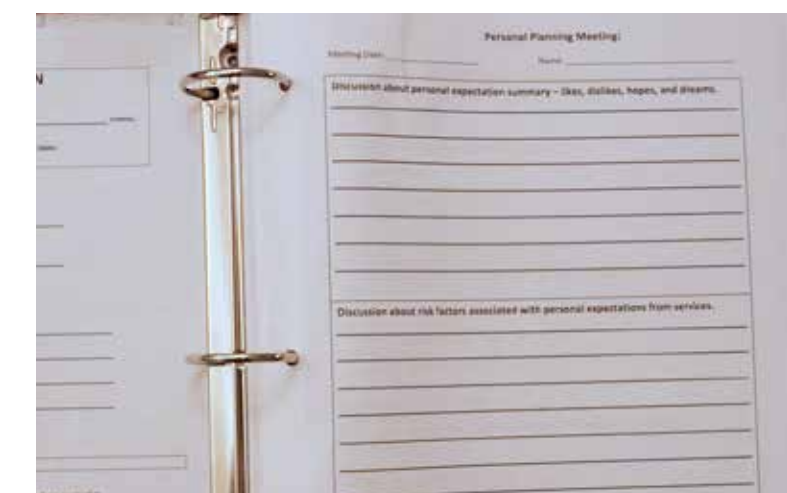 N
Personal Planning Meeting:
Meeting Date: Name:
Discussion about personal expectation summary – likes, dislikes, hopes, and dreams.
Discussion about risk factors associated with personal expectations from services.